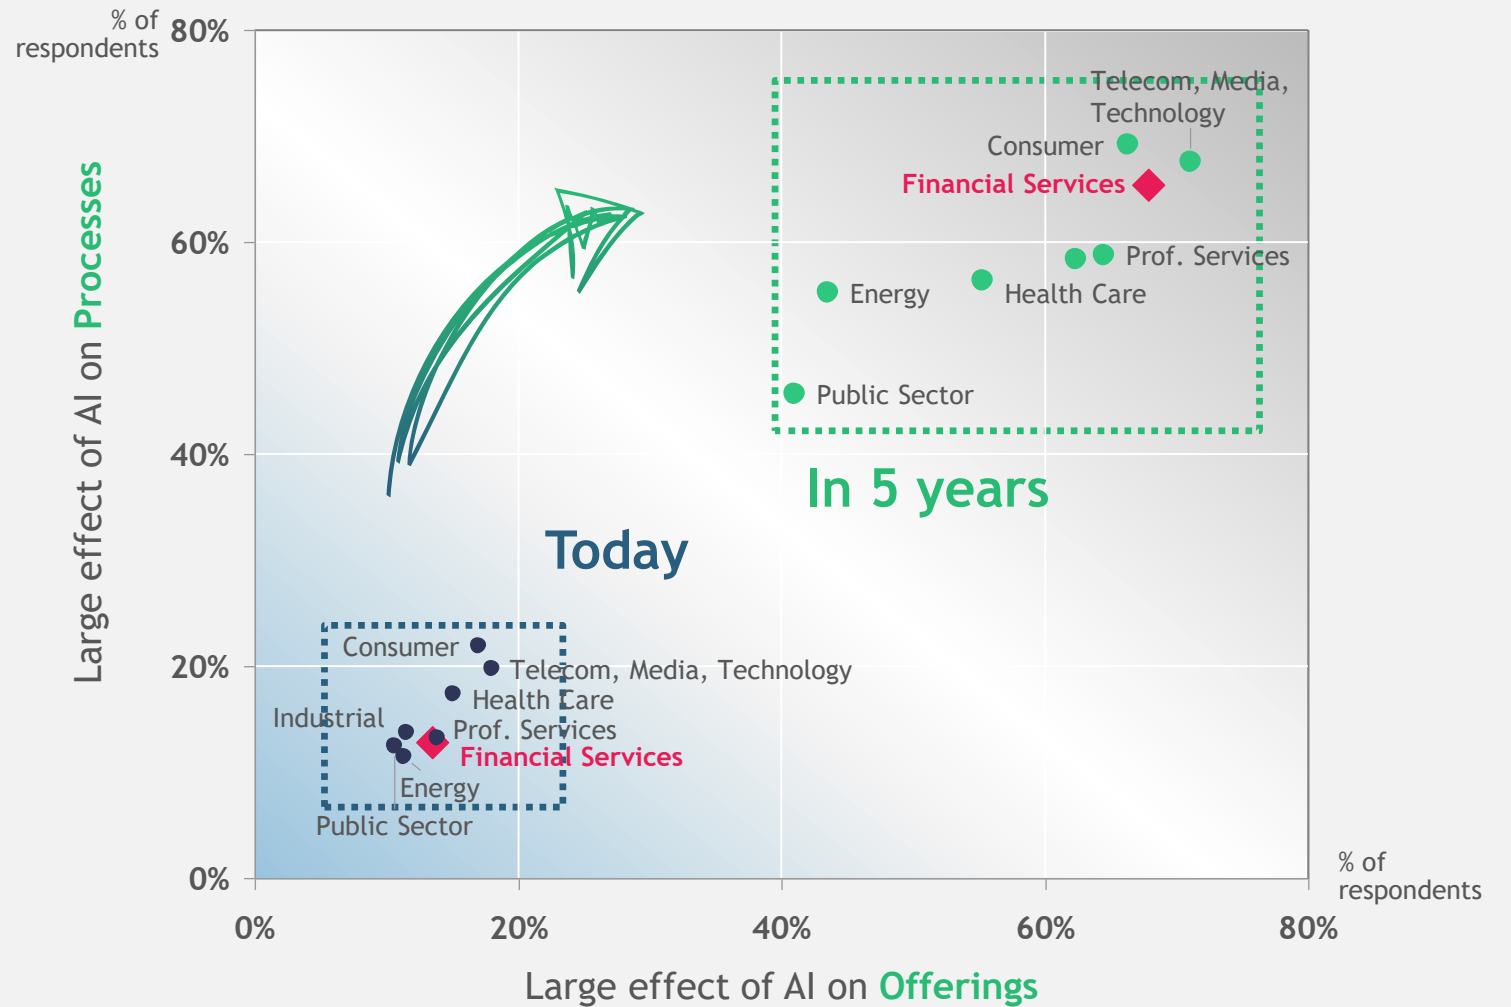 % of
respondents
80%
60%
40%
20%
0%
Large effect of AI on Processes
Telecom, Media,
Technology
Consumer
Financial Services
Prof. Services
Energy
Health Care
Public Sector
In 5 years
Today
Consumer
Telecom, Media, Technology
Health Care
Industrial
Prof. Services
Financial Services
Energy
Public Sector
% of
respondents
0%
20%
40%
60%
80%
Large effect of AI on Offerings